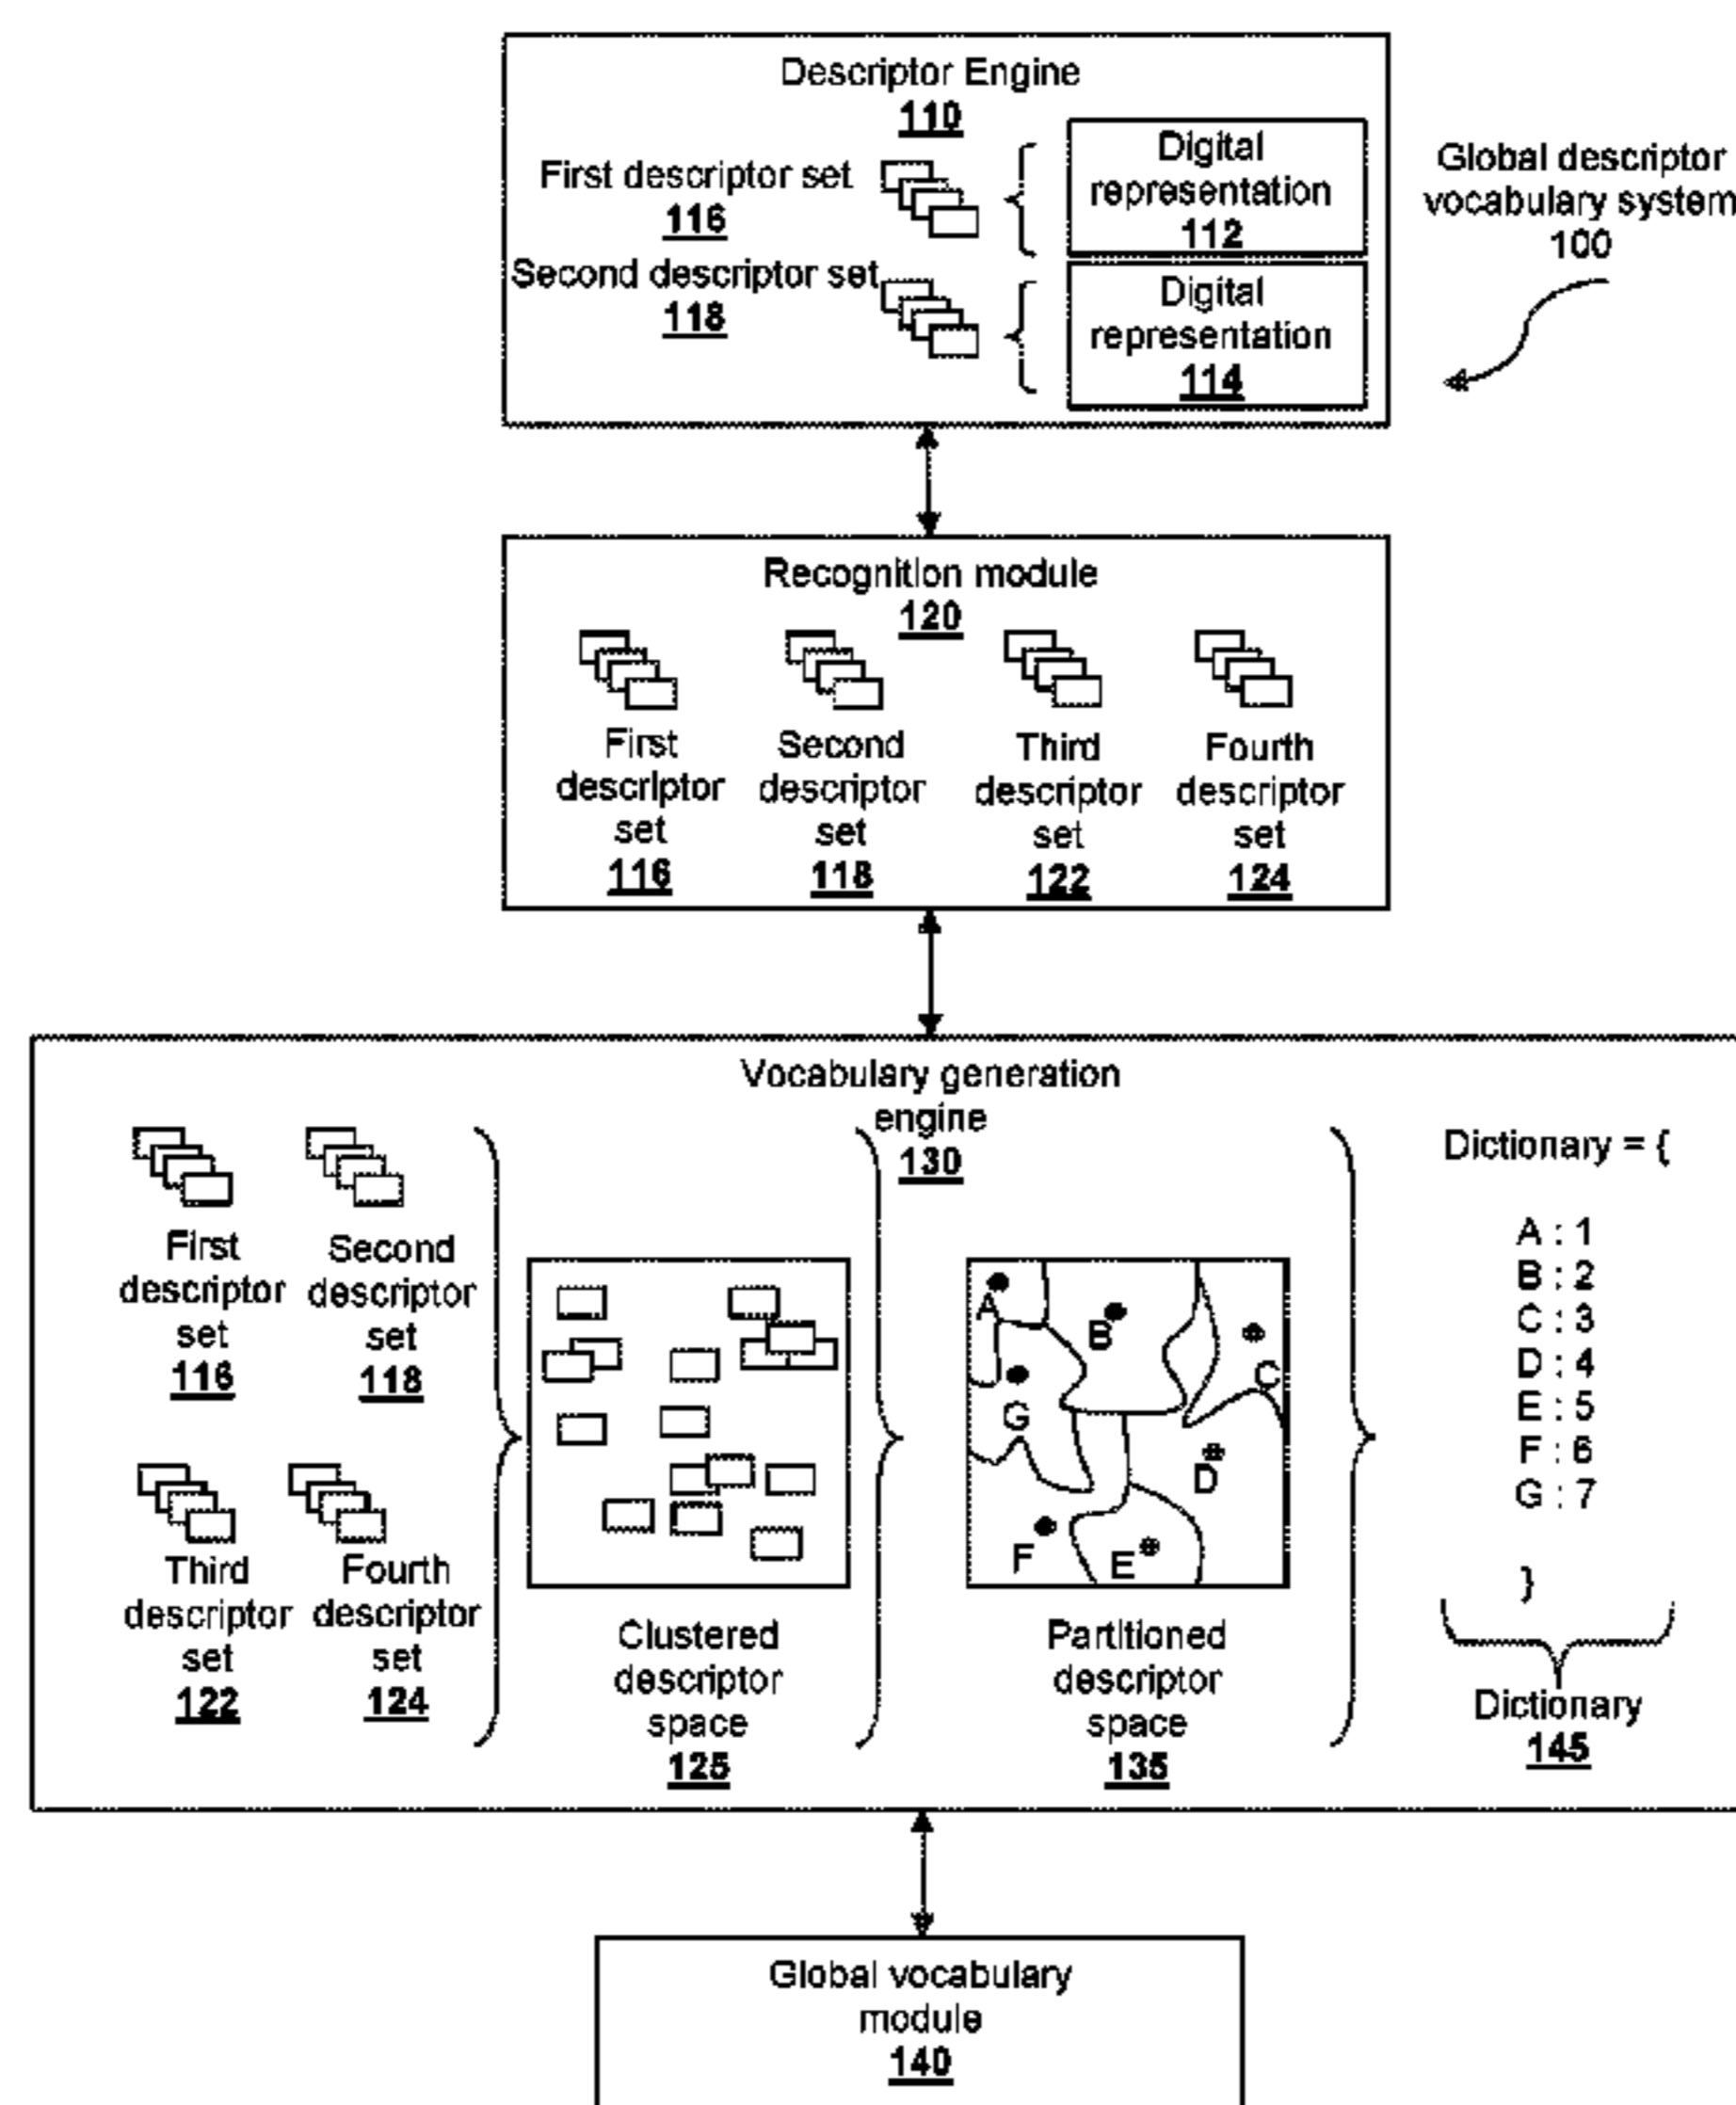 Descriptor Engine
110
First descriptor set
116
Second descriptor set
118
Digital
representation
112
Digital
representation
114
Global descriptor
vocabulary system
100
Recognition module
120
First
descriptor
set
116
Second
descriptor
set
118
Third
descriptor
set
122
Fourth
descriptor
set
124
Vocabulary generation
engine
130
First
descriptor
set
116
Second
descriptor
set
118
Third
descriptor
set
122
Fourth
descriptor
set
124
Clustered
descriptor
space
125
A
B
C
G
D
F
E
Partitioned
descriptor
space
135
Dictionary = {
A : 1
B : 2
C : 3
D : 4
E : 5
F : 6
G : 7
}
Dictionary
145
Global vocabulary
module
140